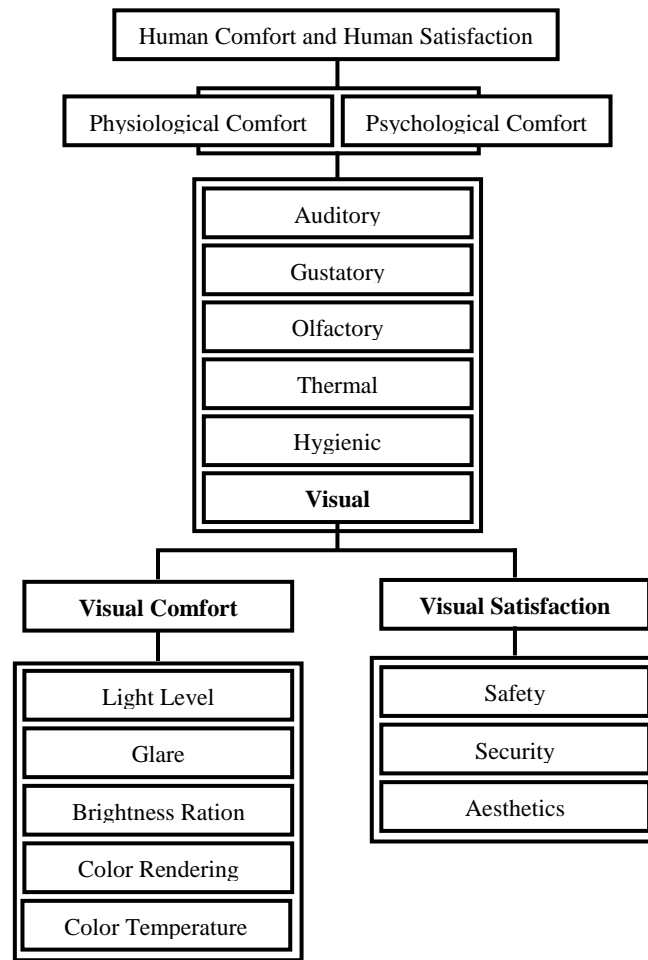 Human Comfort and Human Satisfaction
Physiological Comfort
Psychological Comfort
Auditory
Gustatory
Olfactory
Thermal
Hygienic
Visual
Visual Comfort
Visual Satisfaction
Light Level
Glare
Brightness Ration
Color Rendering
Color Temperature
Safety
Security
Aesthetics